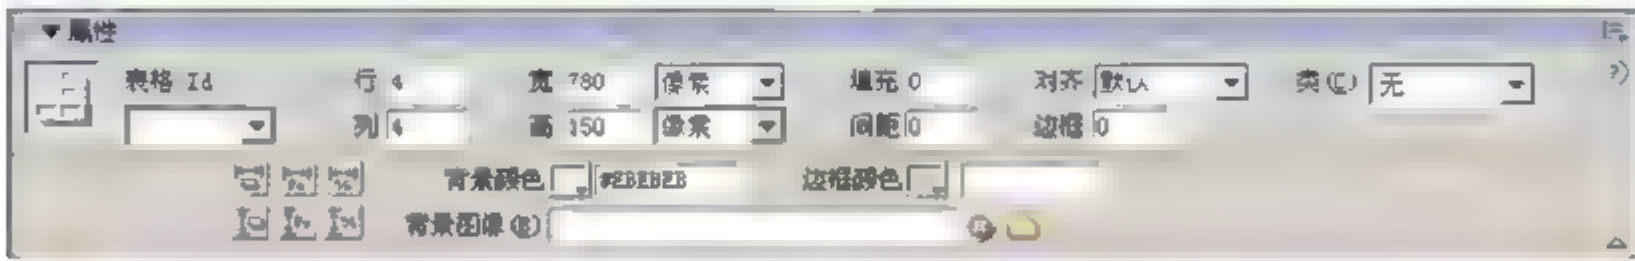 属性
表格 Id 行 4 宽 780 像素 填充 0 对齐 默认 类(C) 无
列 4 高 150 像素 间距 0 边框 0
背景颜色 #EBEBEB 边框颜色
背景图像(B)